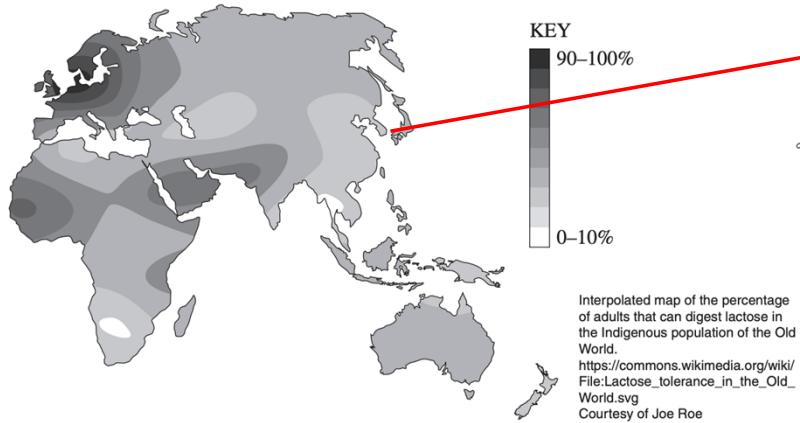 KEY
90–100%
0–10%
Interpolated map of the percentage
of adults that can digest lactose in
the Indigenous population of the Old
World.
https://commons.wikimedia.org/wiki/
File:Lactose_tolerance_in_the_Old_
World.svg
Courtesy of Joe Roe